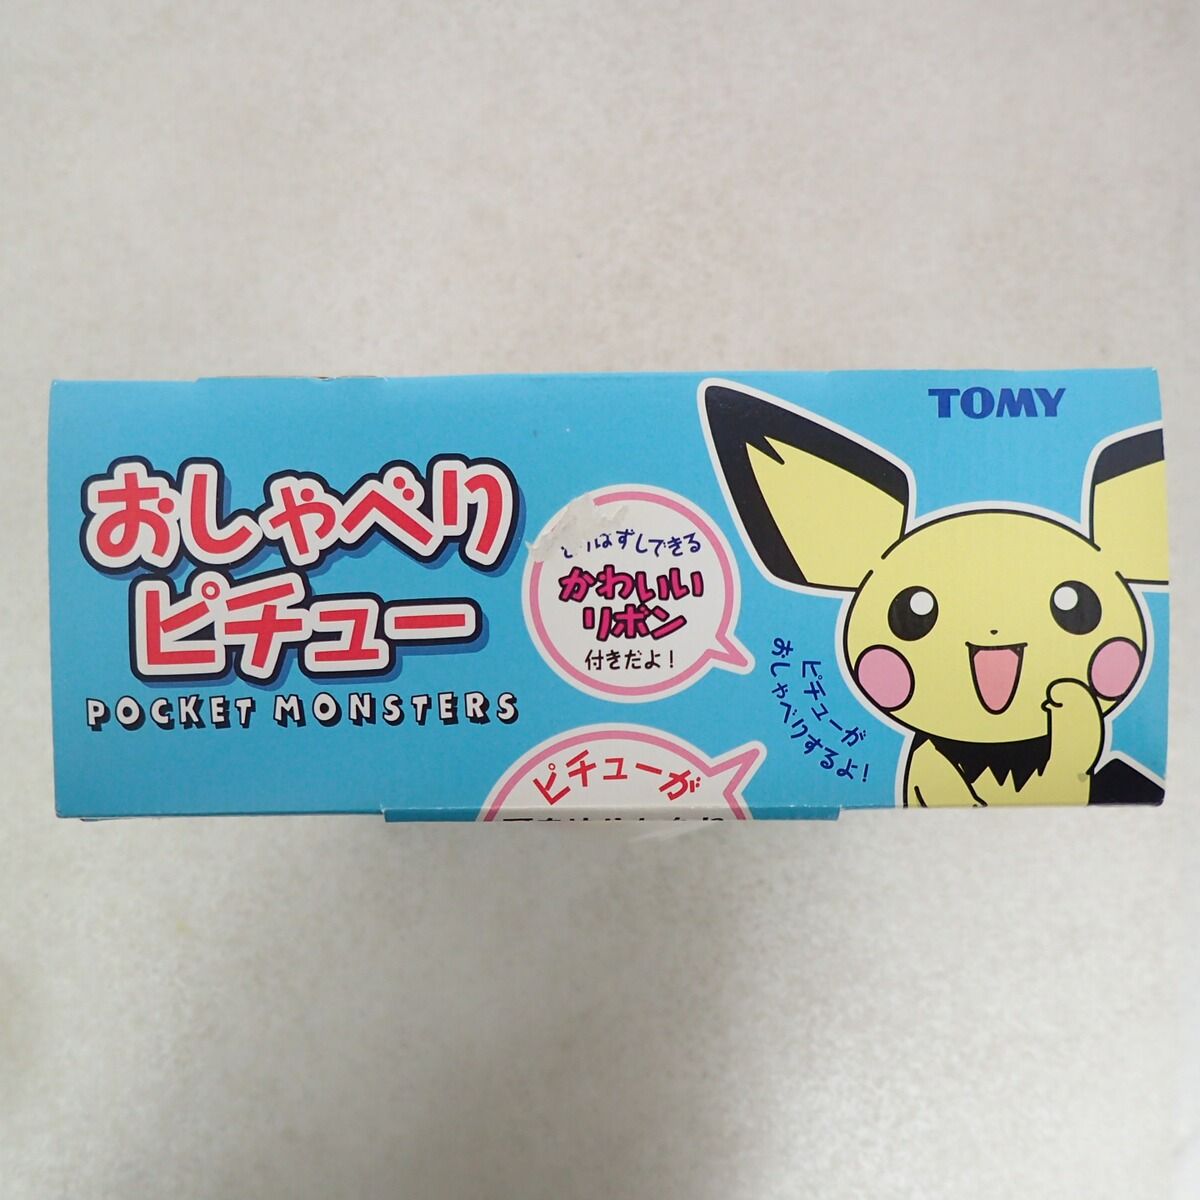 TOMY
おしゃべり
ピチュー
POCKET MONSTERS
とりはずしできる
かわいい
リボン
付きだよ!
ピチューが
おしゃべりするよ!
ピチューが